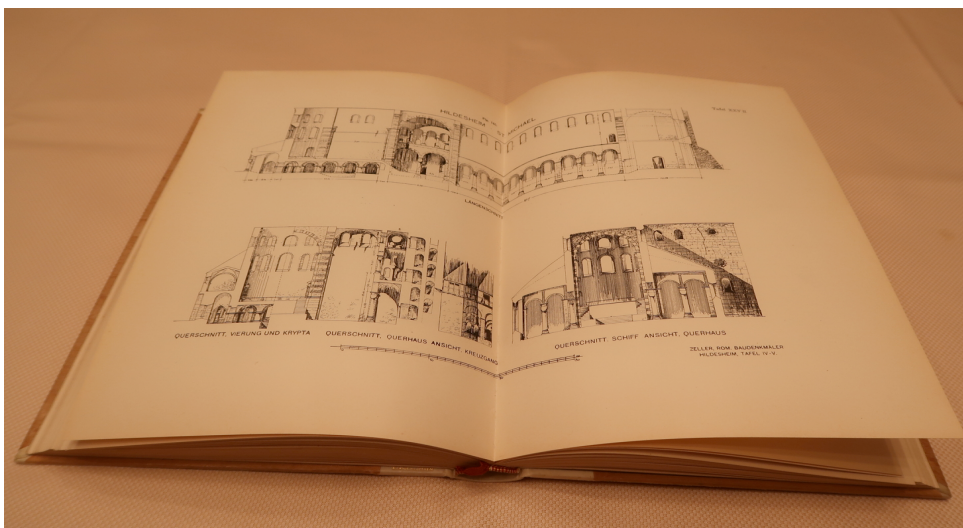 HILDESHEIM ST. MICHAEL
LÄNGENSCHNITT
QUERSCHNITT, VIERUNG UND KRYPTA
QUERSCHNITT, QUERHAUS ANSICHT, KREUZGANG
QUERSCHNITT SCHIFF ANSICHT, QUERHAUS
ZELLER, ROM. BAUDENKMÄLER
HILDESHEIM, TAFEL IV-V.